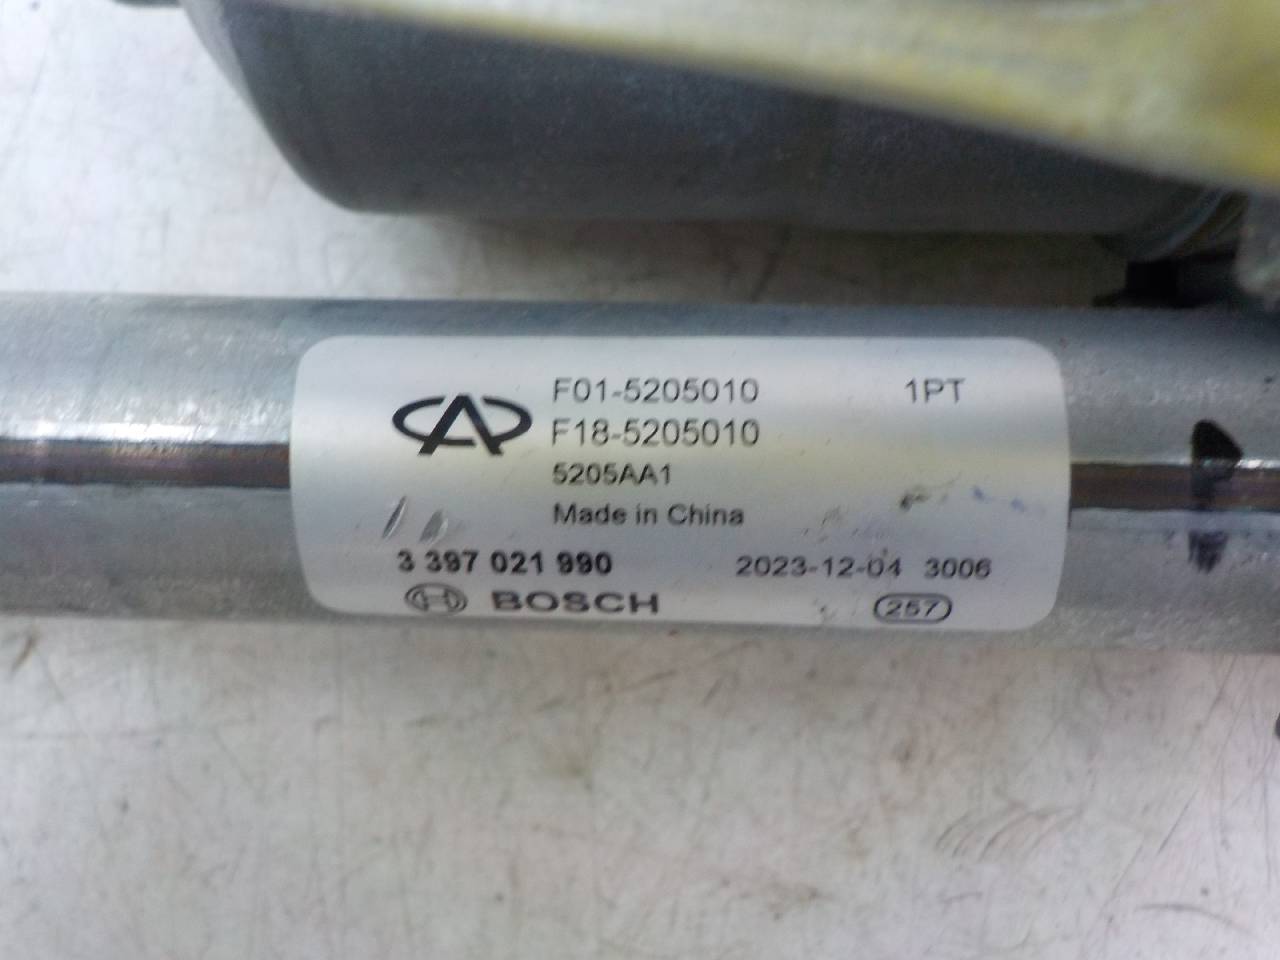 F01-5205010 1PT
F18-5205010
5205AA1
Made in China
3 397 021 990 2023-12-04 3006
BOSCH 257